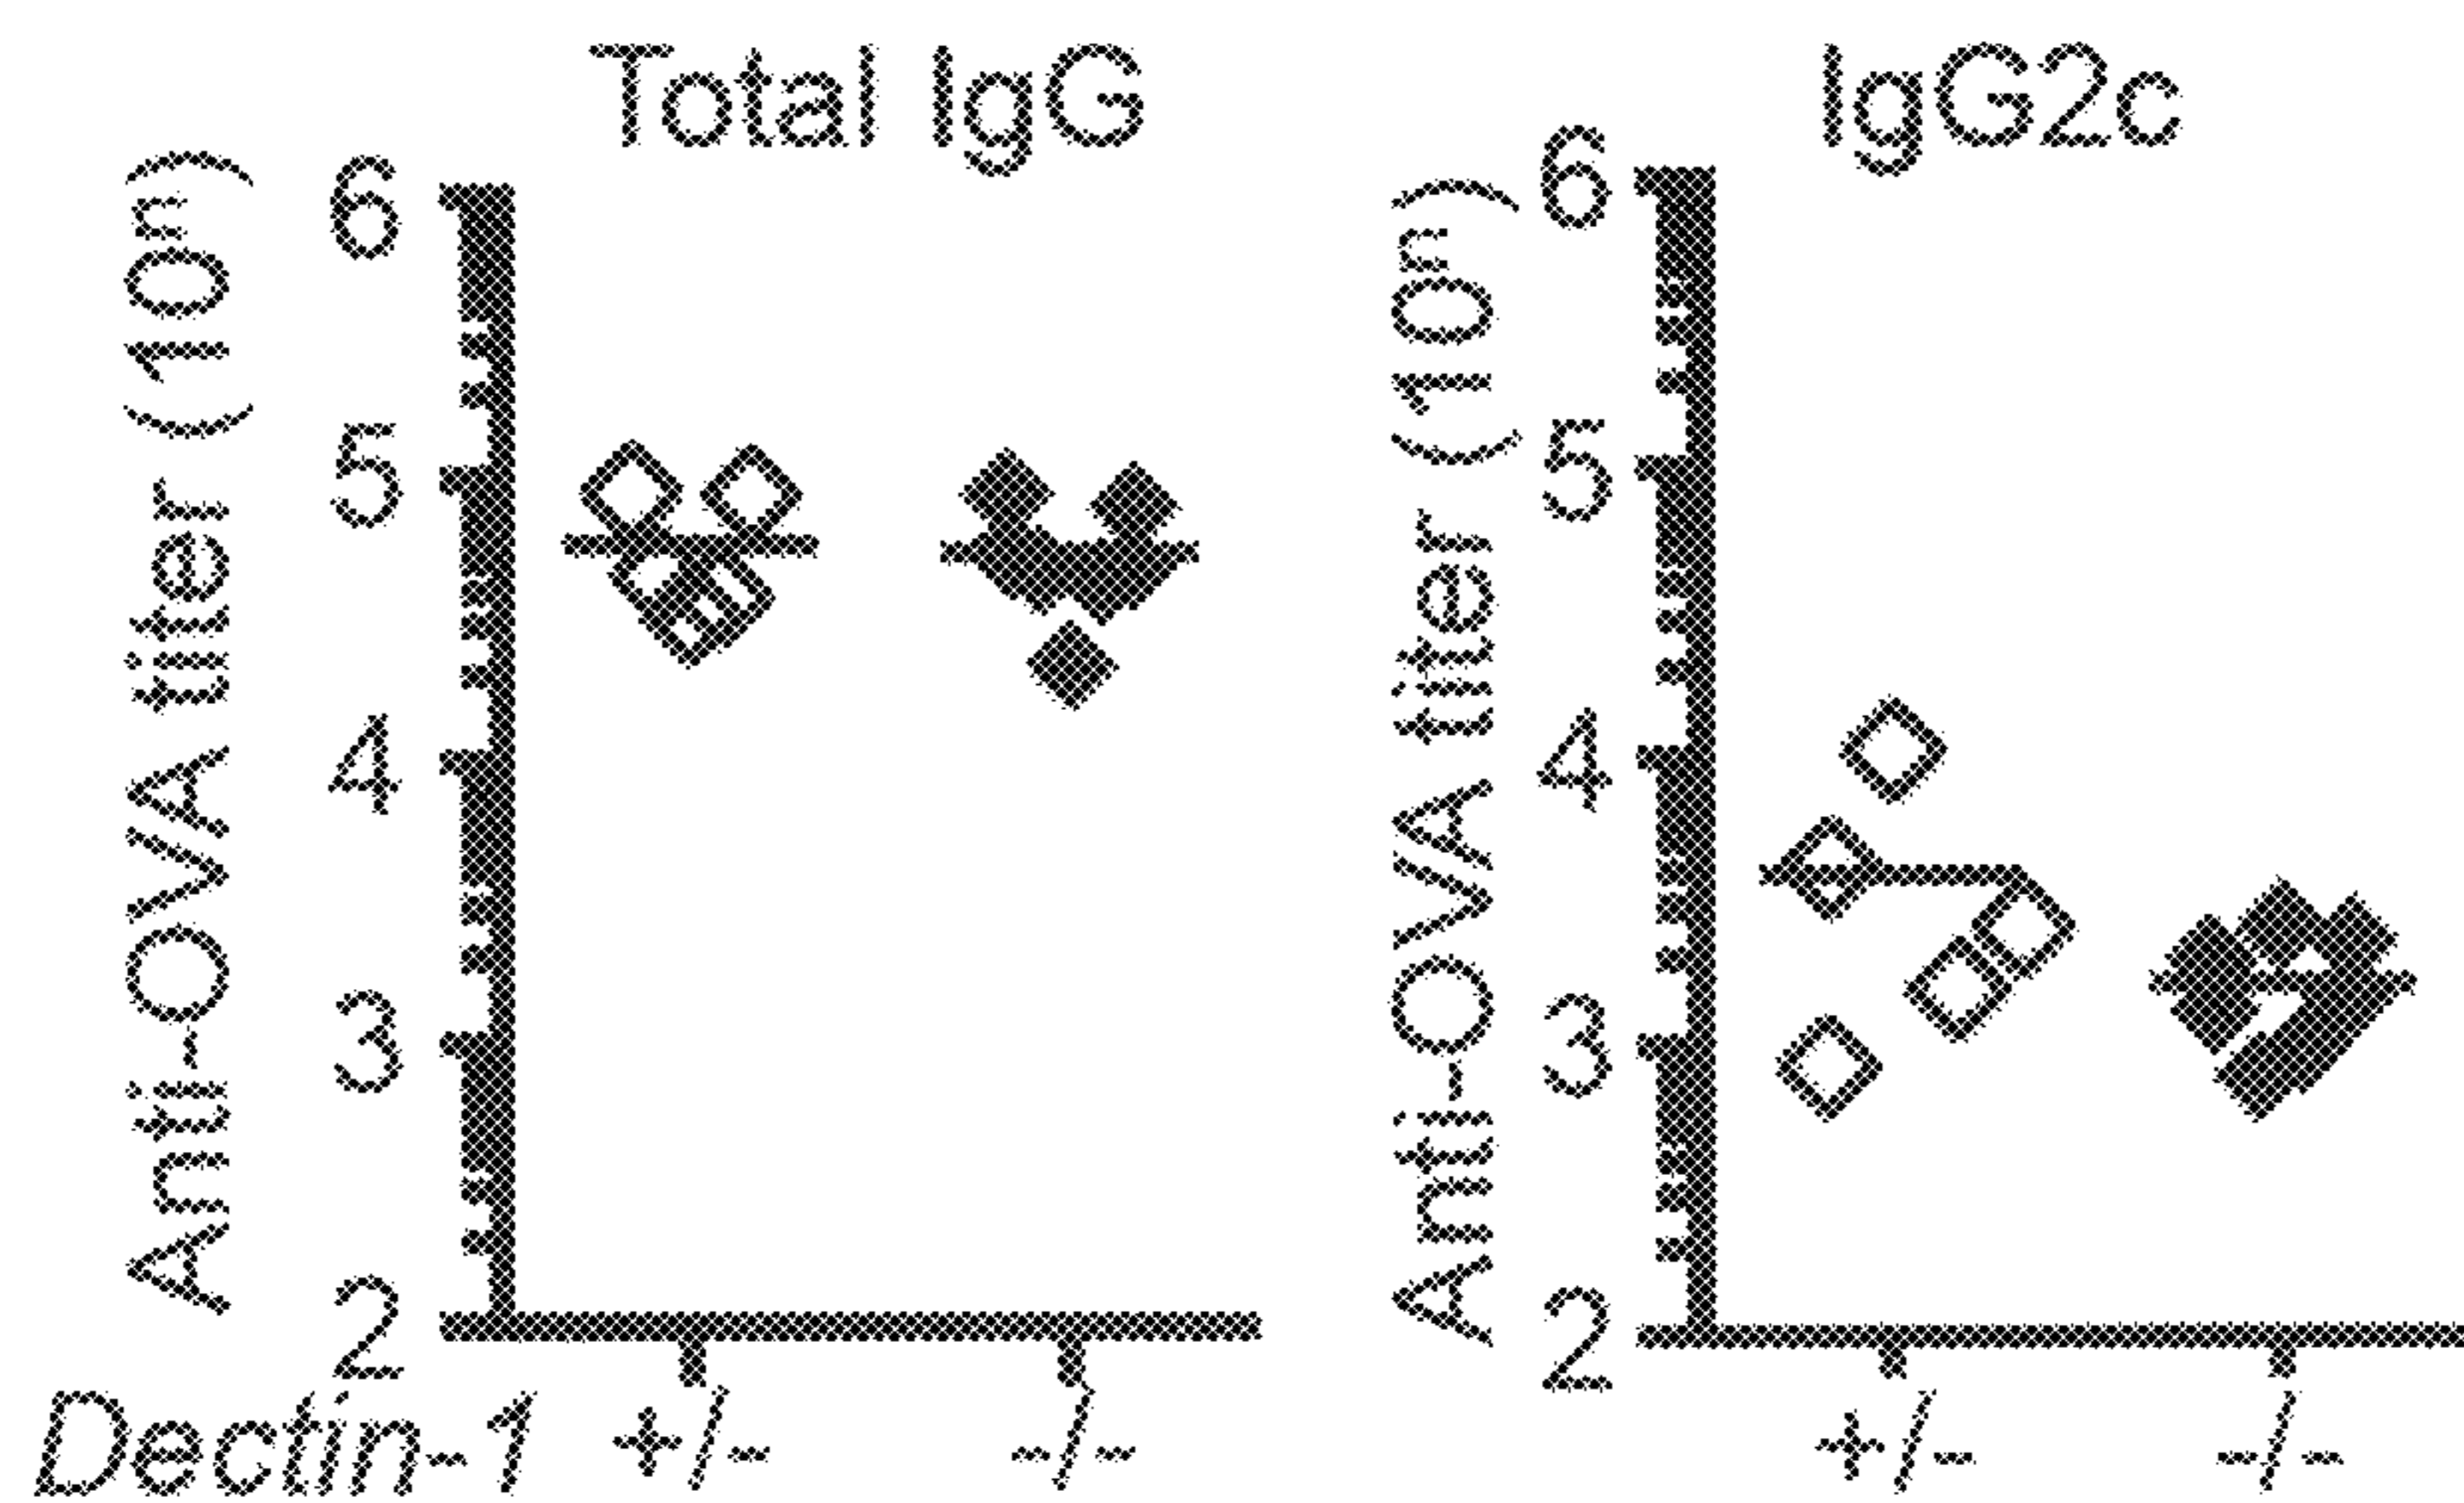 Total IgG
Anti-OVA titer (10n)
6
5
4
3
2
Dectin-1 +/- -/-
IgG2c
Anti-OVA titer (10n)
6
5
4
3
2
+/- -/-